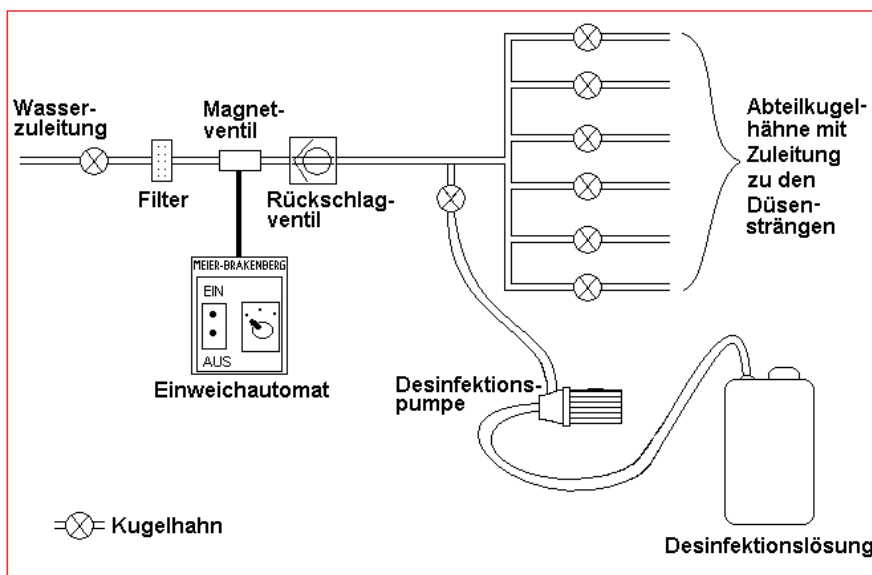 Wasser-
zuleitung
Magnet-
ventil
Filter
Rückschlag-
ventil
Abteilkugel-
hähne mit
Zuleitung
zu den
Düsen-
strängen
MEIER-BRAKENBERG
EIN
AUS
Einweichautomat
Desinfektions-
pumpe
Kugelhahn
Desinfektionslösung